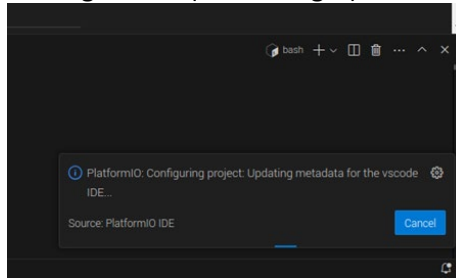 bash
PlatformIO: Configuring project: Updating metadata for the vscode
IDE...
Source: PlatformIO IDE
Cancel